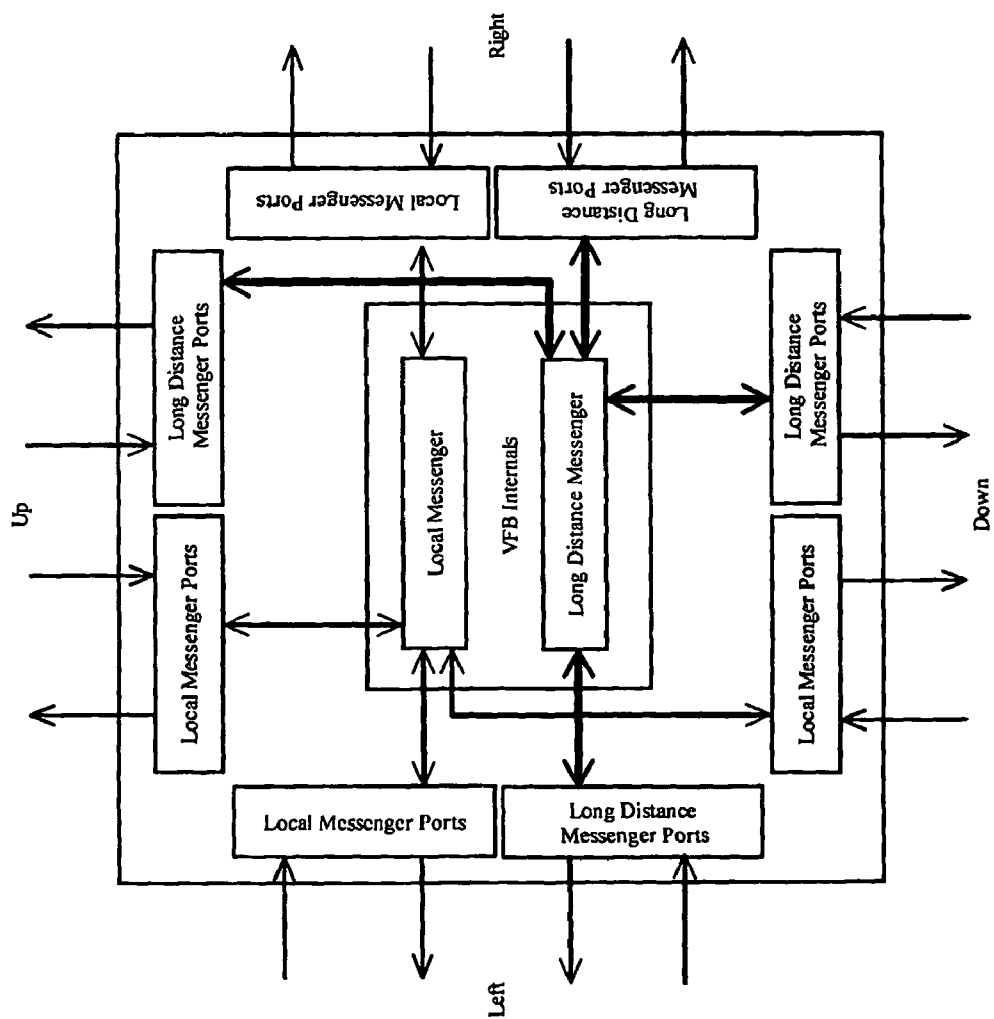 Up
Right
Local Messenger Ports
Long Distance
Messenger Ports
Local Messenger Ports
Long Distance
Messenger Ports
Local Messenger
VFB Internals
Long Distance Messenger
Local Messenger Ports
Long Distance
Messenger Ports
Local Messenger Ports
Long Distance
Messenger Ports
Left
Down